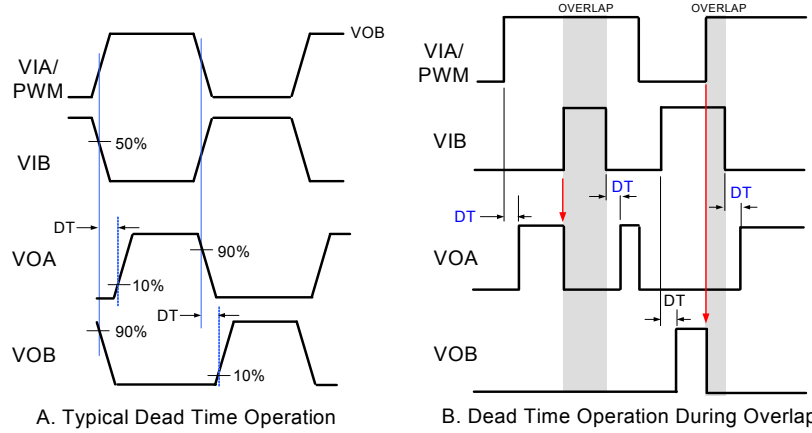 VOB
VIA/
PWM
VIB
50%
DT
VOA
90%
10%
DT
VOB
90%
10%
A. Typical Dead Time Operation
OVERLAP
OVERLAP
VIA/
PWM
VIB
DT
DT
DT
VOA
DT
VOB
B. Dead Time Operation During Overlap